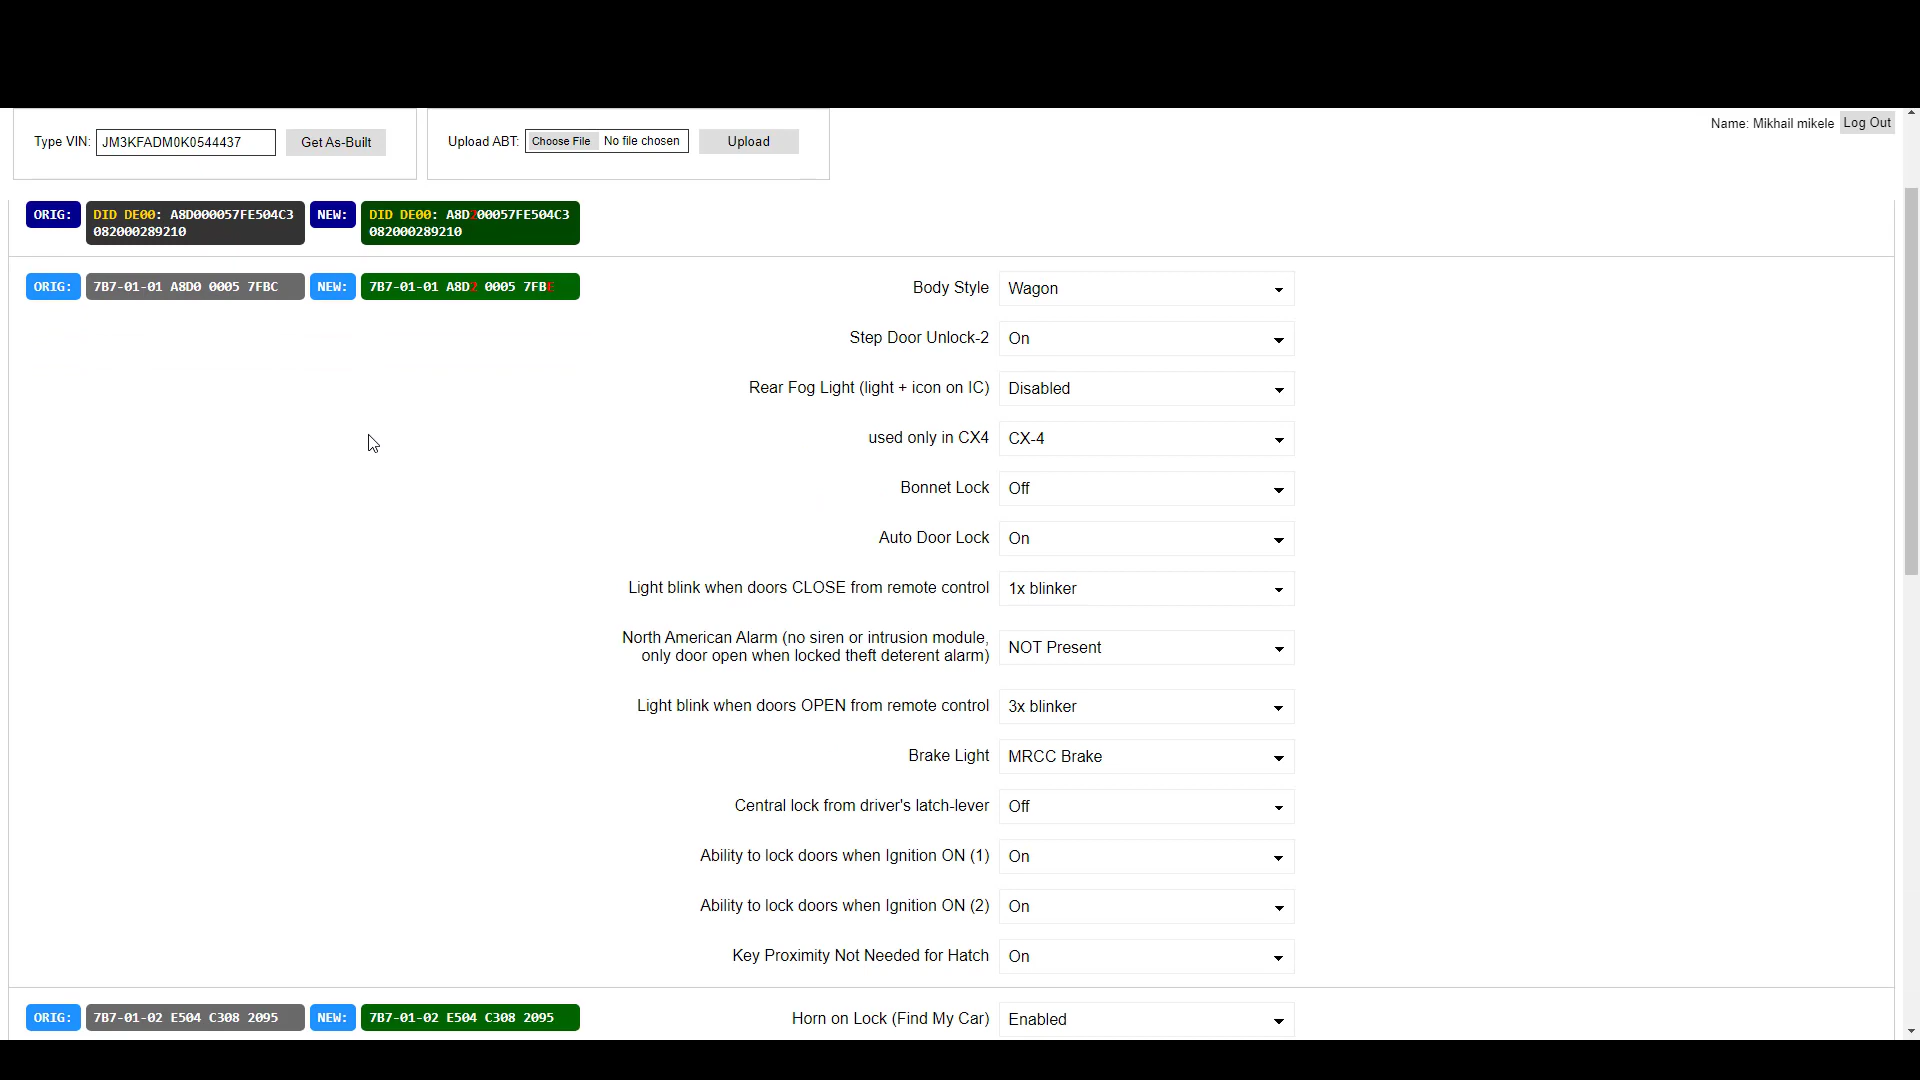 Type VIN: JM3KFADM0K0544437 Get As-Built Upload ABT: Choose File No file chosen Upload Name: Mikhail mikele Log Out
ORIG: DID DE00: A8D000057FE504C3 NEW: DID DE00: A8D200057FE504C3
082000289210 082000289210
ORIG: 7B7-01-01 A8D0 0005 7FBC NEW: 7B7-01-01 A8D2 0005 7FBE Body Style Wagon
Step Door Unlock-2 On
Rear Fog Light (light + icon on IC) Disabled
used only in CX4 CX-4
Bonnet Lock Off
Auto Door Lock On
Light blink when doors CLOSE from remote control 1x blinker
North American Alarm (no siren or intrusion module,
only door open when locked theft deterent alarm) NOT Present
Light blink when doors OPEN from remote control 3x blinker
Brake Light MRCC Brake
Central lock from driver's latch-lever Off
Ability to lock doors when Ignition ON (1) On
Ability to lock doors when Ignition ON (2) On
Key Proximity Not Needed for Hatch On
ORIG: 7B7-01-02 E504 C308 2095 NEW: 7B7-01-02 E504 C308 2095 Horn on Lock (Find My Car) Enabled